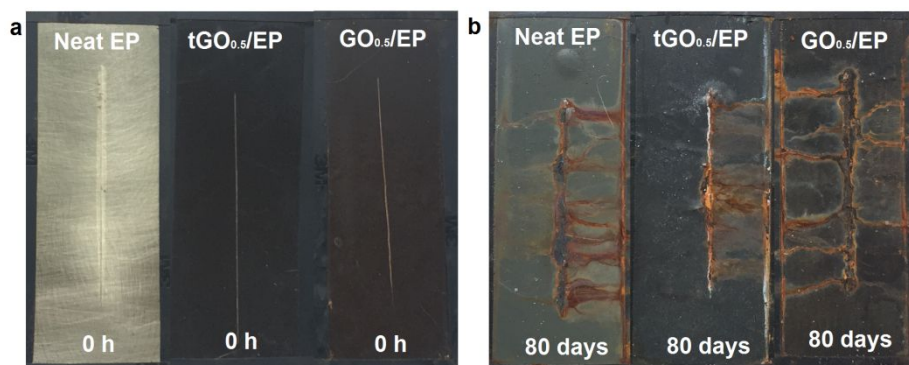 a
Neat EP
tGO0.5/EP
GO0.5/EP
0 h
0 h
0 h
b
Neat EP
tGO0.5/EP
GO0.5/EP
80 days
80 days
80 days